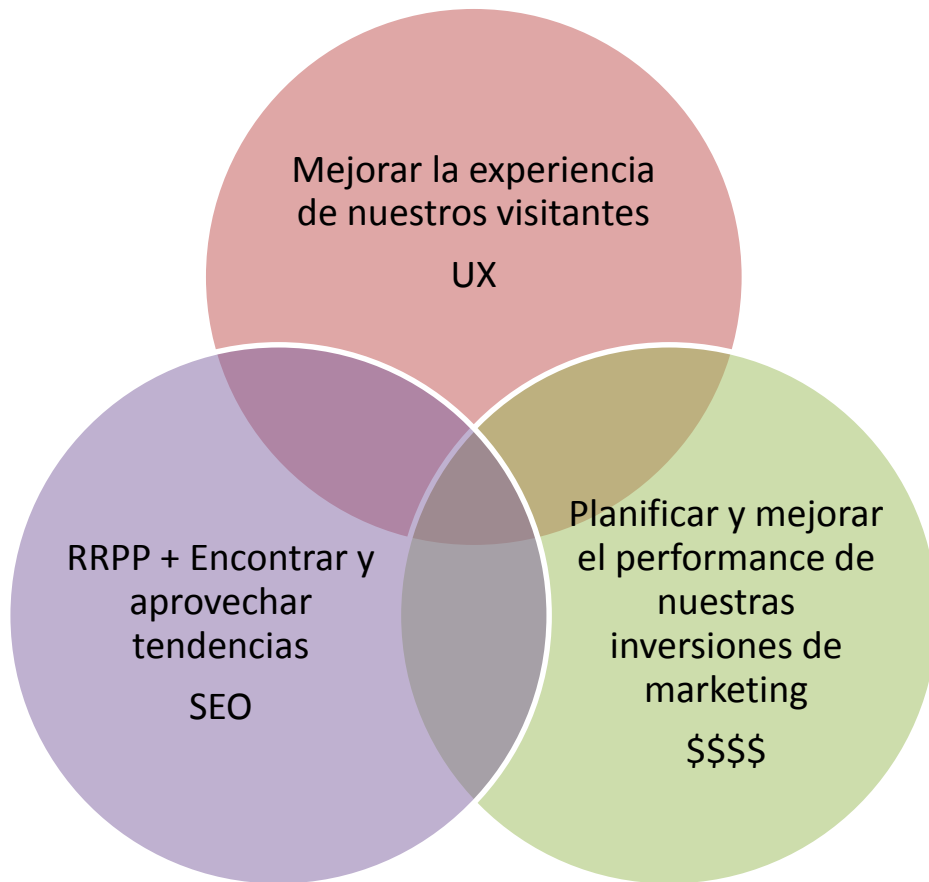 Mejorar la experiencia
de nuestros visitantes
UX
RRPP + Encontrar y
aprovechar
tendencias
SEO
Planificar y mejorar
el performance de
nuestras
inversiones de
marketing
$$$$